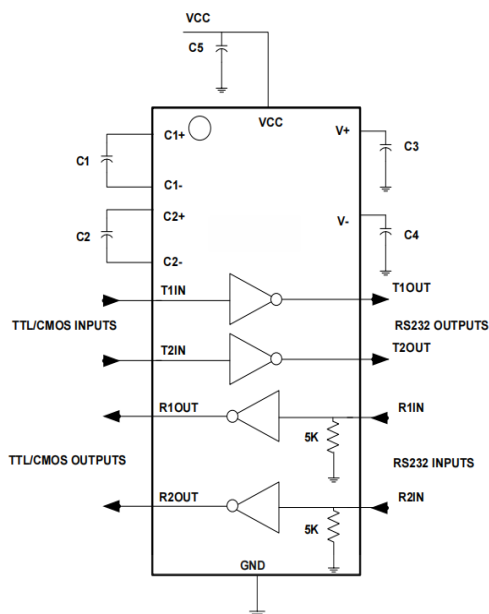 VCC
C5
VCC
C1+
V+
C1
C3
C1-
C2+
V-
C2
C4
C2-
T1IN
T1OUT
TTL/CMOS INPUTS
RS232 OUTPUTS
T2IN
T2OUT
R1OUT
R1IN
5K
TTL/CMOS OUTPUTS
RS232 INPUTS
R2OUT
R2IN
5K
GND